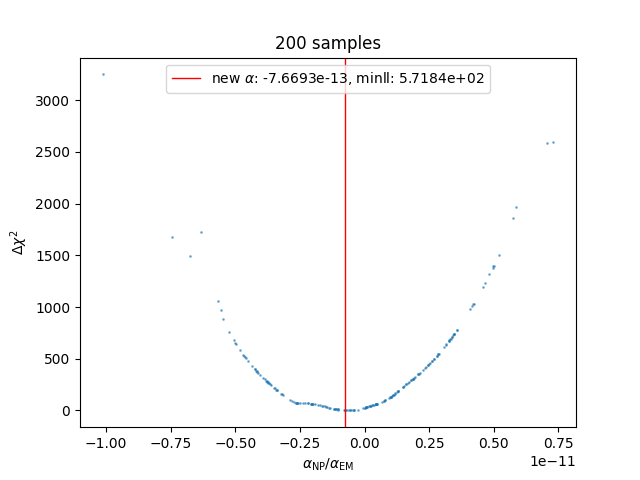 200 samples
new α: -7.6693e-13, minll: 5.7184e+02
3000
2500
2000
1500
1000
500
0
Δχ²
−1.00 −0.75 −0.50 −0.25 0.00 0.25 0.50 0.75
1e−11
α_NP/α_EM